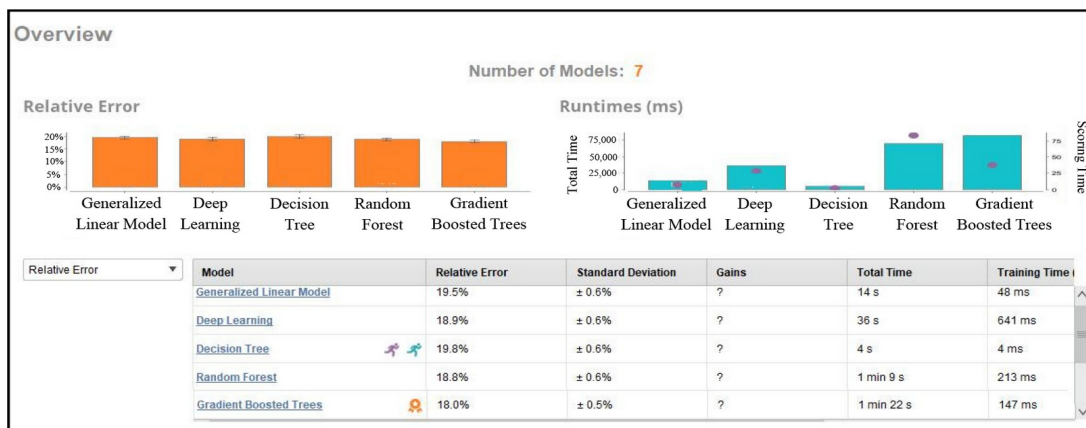 Overview
Number of Models: 7
Relative Error
20%
15%
10%
5%
0%
Generalized Linear Model
Deep Learning
Decision Tree
Random Forest
Gradient Boosted Trees
Runtimes (ms)
Total Time
75,000
50,000
25,000
0
Scoring Time
75
50
25
0
Generalized Linear Model
Deep Learning
Decision Tree
Random Forest
Gradient Boosted Trees
Relative Error
Model Relative Error Standard Deviation Gains Total Time Training Time (
Generalized Linear Model 19.5% ± 0.6% ? 14 s 48 ms
Deep Learning 18.9% ± 0.6% ? 36 s 641 ms
Decision Tree 19.8% ± 0.6% ? 4 s 4 ms
Random Forest 18.8% ± 0.6% ? 1 min 9 s 213 ms
Gradient Boosted Trees 18.0% ± 0.5% ? 1 min 22 s 147 ms